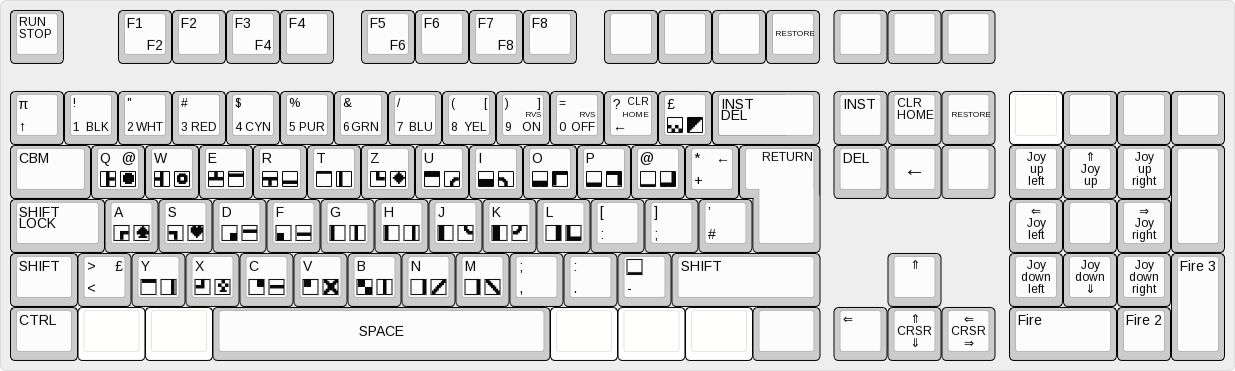 RUN
STOP
F1
F2
F2
F3
F4
F4
F5
F6
F6
F7
F8
F8
RESTORE
π
↑
!
1 BLK
"
2 WHT
#
3 RED
$
4 CYN
%
5 PUR
&
6 GRN
/
7 BLU
( [
8 YEL
) ]
RVS
9 ON
=
RVS
0 OFF
? CLR
HOME
←
£
INST
DEL
INST
CLR
HOME
RESTORE
CBM
Q @
W
E
R
T
Z
U
I
O
P
@
* ←
+
RETURN
DEL
←
Joy
up
left
⇑
Joy
up
Joy
up
right
SHIFT
LOCK
A
S
D
F
G
H
J
K
L
[
:
]
;
'
#
⇐
Joy
left
⇒
Joy
right
SHIFT
> £
<
Y
X
C
V
B
N
M
;
,
:
.
-
SHIFT
⇑
Joy
down
left
Joy
down
⇓
Joy
down
right
Fire 3
CTRL
SPACE
⇐
⇑
CRSR
⇓
⇐
CRSR
⇒
Fire
Fire 2